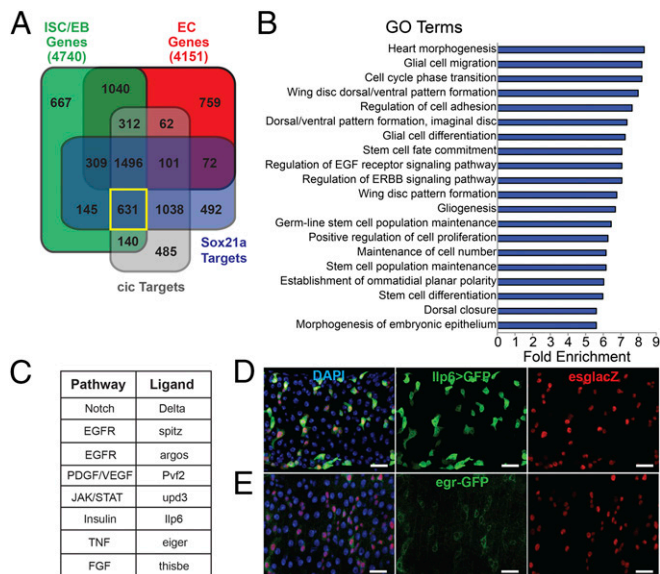 A
ISC/EB
Genes
(4740)
EC
Genes
(4151)
667
1040
759
312
62
309
1496
101
72
145
631
1038
492
140
485
Sox21a
Targets
cic Targets
B
GO Terms
Heart morphogenesis
Glial cell migration
Cell cycle phase transition
Wing disc dorsal/ventral pattern formation
Regulation of cell adhesion
Dorsal/ventral pattern formation, imaginal disc
Glial cell differentiation
Stem cell fate commitment
Regulation of EGF receptor signaling pathway
Regulation of ERBB signaling pathway
Wing disc pattern formation
Gliogenesis
Germ-line stem cell population maintenance
Positive regulation of cell proliferation
Maintenance of cell number
Stem cell population maintenance
Establishment of ommatidial planar polarity
Stem cell differentiation
Dorsal closure
Morphogenesis of embryonic epithelium
0 1 2 3 4 5 6 7 8 9
Fold Enrichment
C
Pathway Ligand
Notch Delta
EGFR spitz
EGFR argos
PDGF/VEGF Pvf2
JAK/STAT upd3
Insulin Ilp6
TNF eiger
FGF thisbe
D
DAPI
Ilp6>GFP
esglacZ
E
egr-GFP